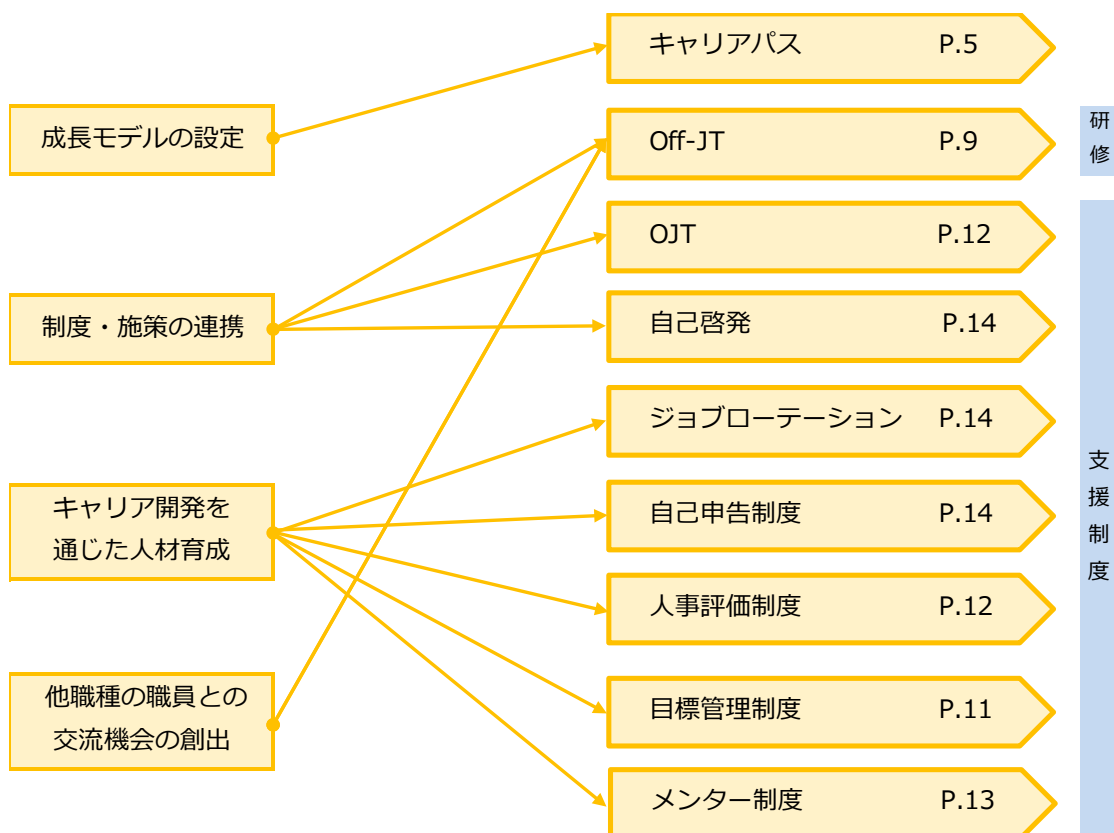 成長モデルの設定
制度・施策の連携
キャリア開発を
通じた人材育成
他職種の職員との
交流機会の創出
キャリアパス P.5
Off-JT P.9
OJT P.12
自己啓発 P.14
ジョブローテーション P.14
自己申告制度 P.14
人事評価制度 P.12
目標管理制度 P.11
メンター制度 P.13
研修
支援制度